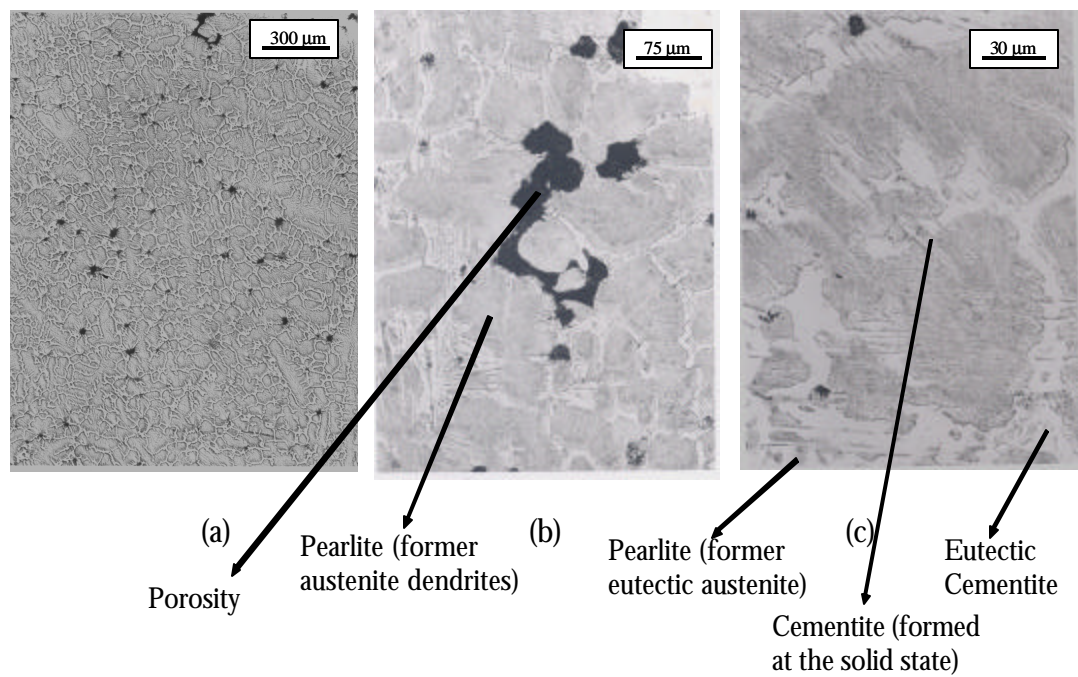 300 µm
75 µm
30 µm
(a)
Pearlite (former
austenite dendrites)
(b)
Pearlite (former
eutectic austenite)
(c)
Eutectic
Cementite
Porosity
Cementite (formed
at the solid state)